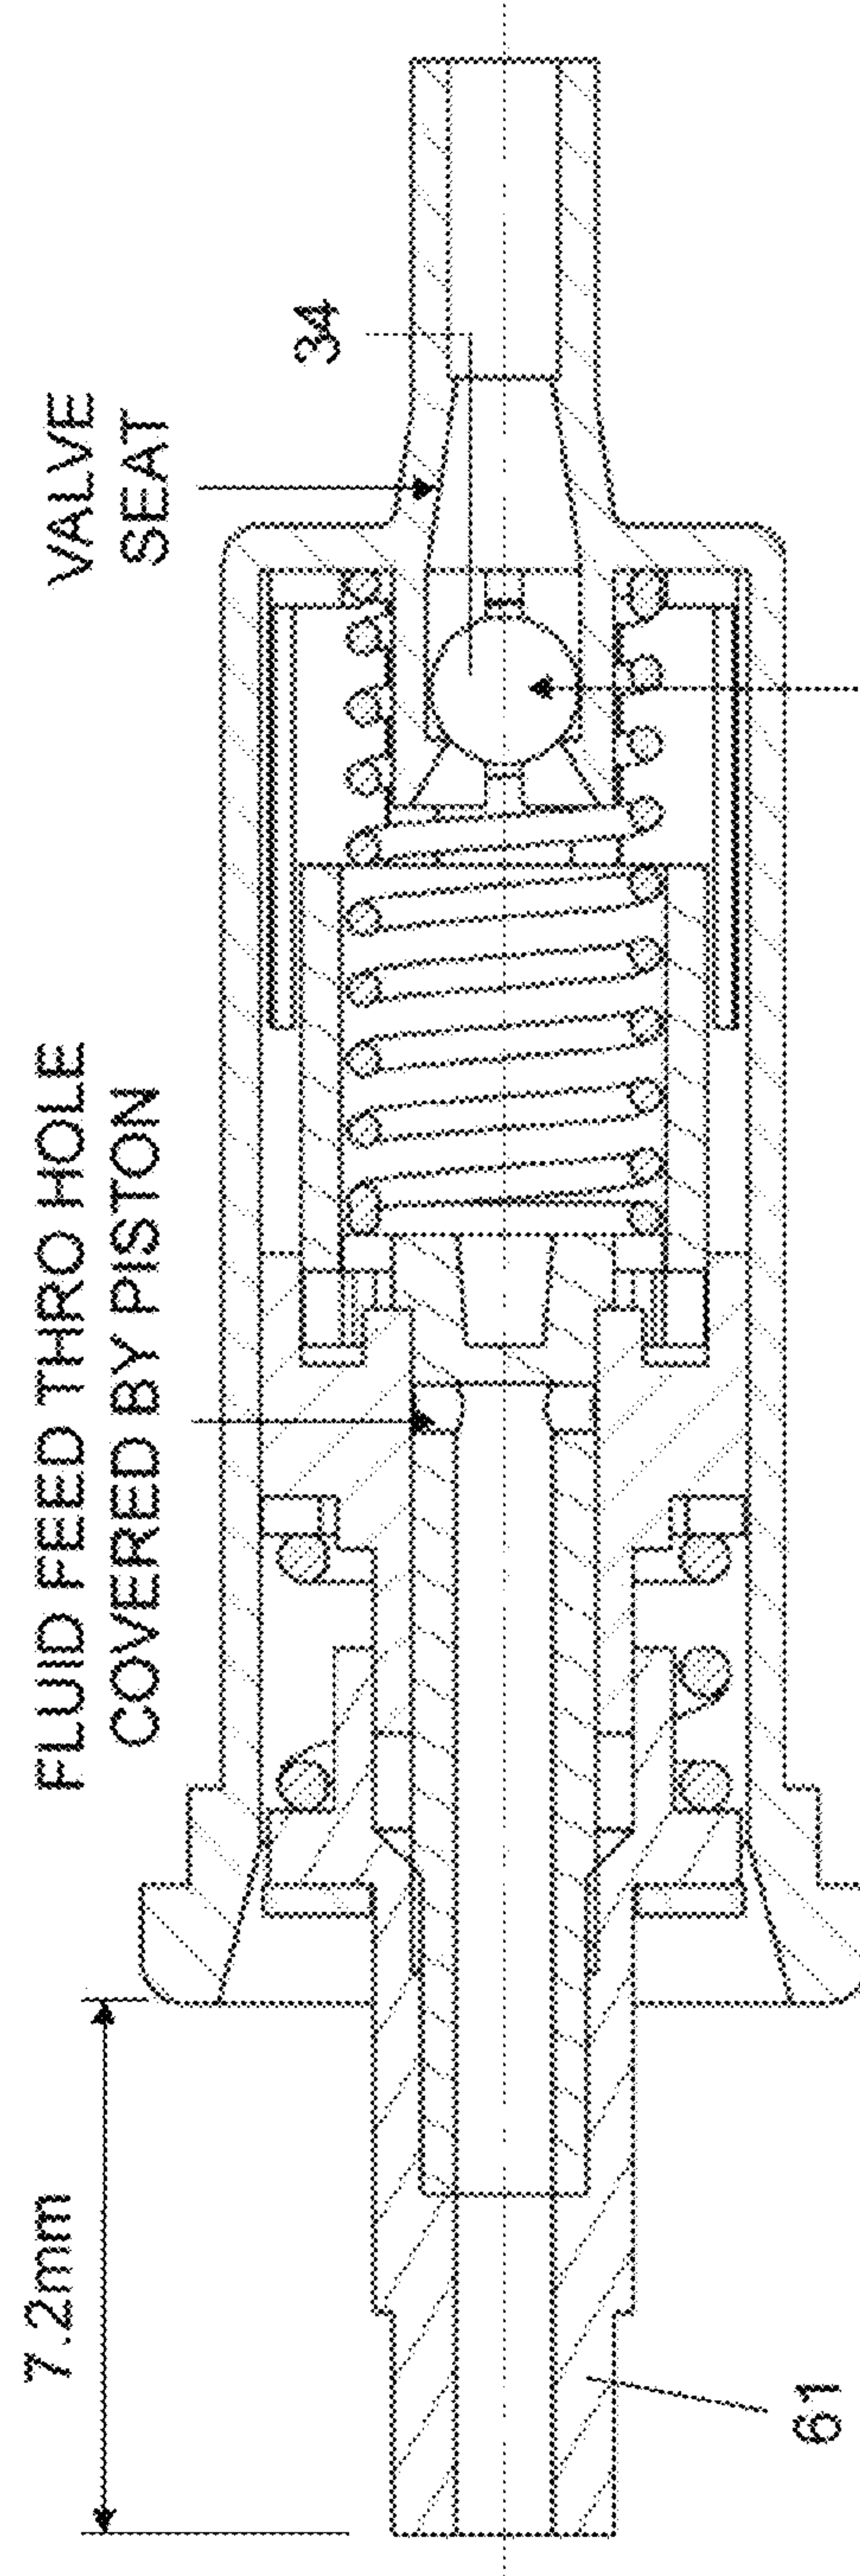 7.2mm
FLUID FEED THRO HOLE
COVERED BY PISTON
VALVE
SEAT
34
61